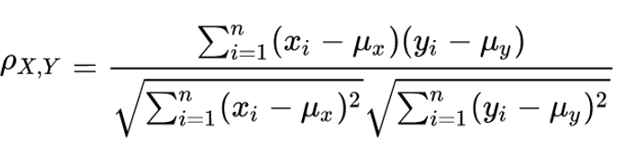 ρ_{X,Y} = \frac{\sum_{i=1}^{n}(x_i - μ_x)(y_i - μ_y)}{\sqrt{\sum_{i=1}^{n}(x_i - μ_x)^2}\sqrt{\sum_{i=1}^{n}(y_i - μ_y)^2}}